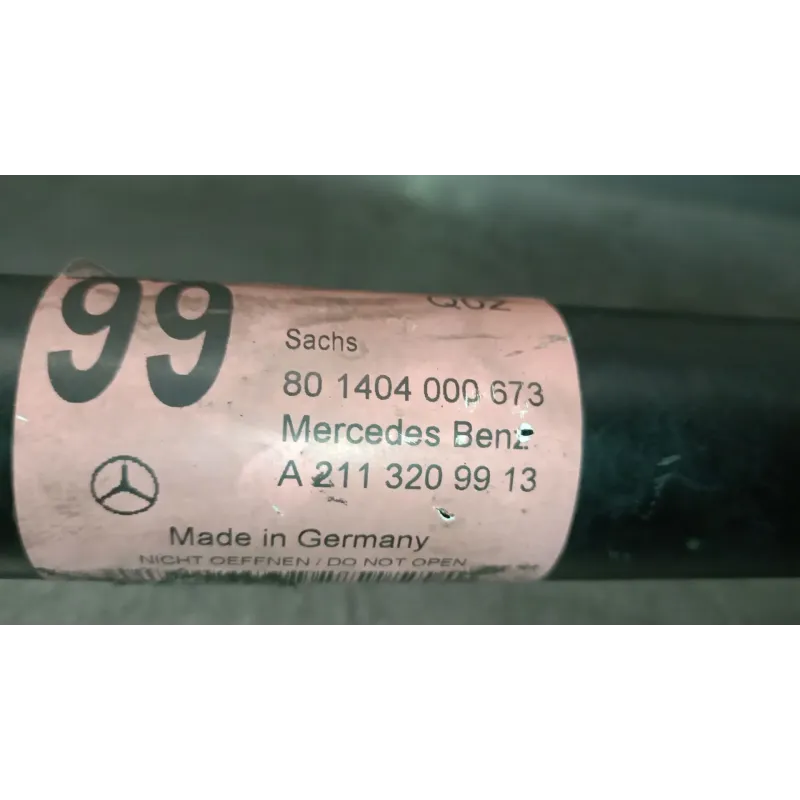 99
Sachs
80 1404 000 673
Mercedes Benz
A 211 320 99 13
Made in Germany
NICHT OEFFNEN / DO NOT OPEN